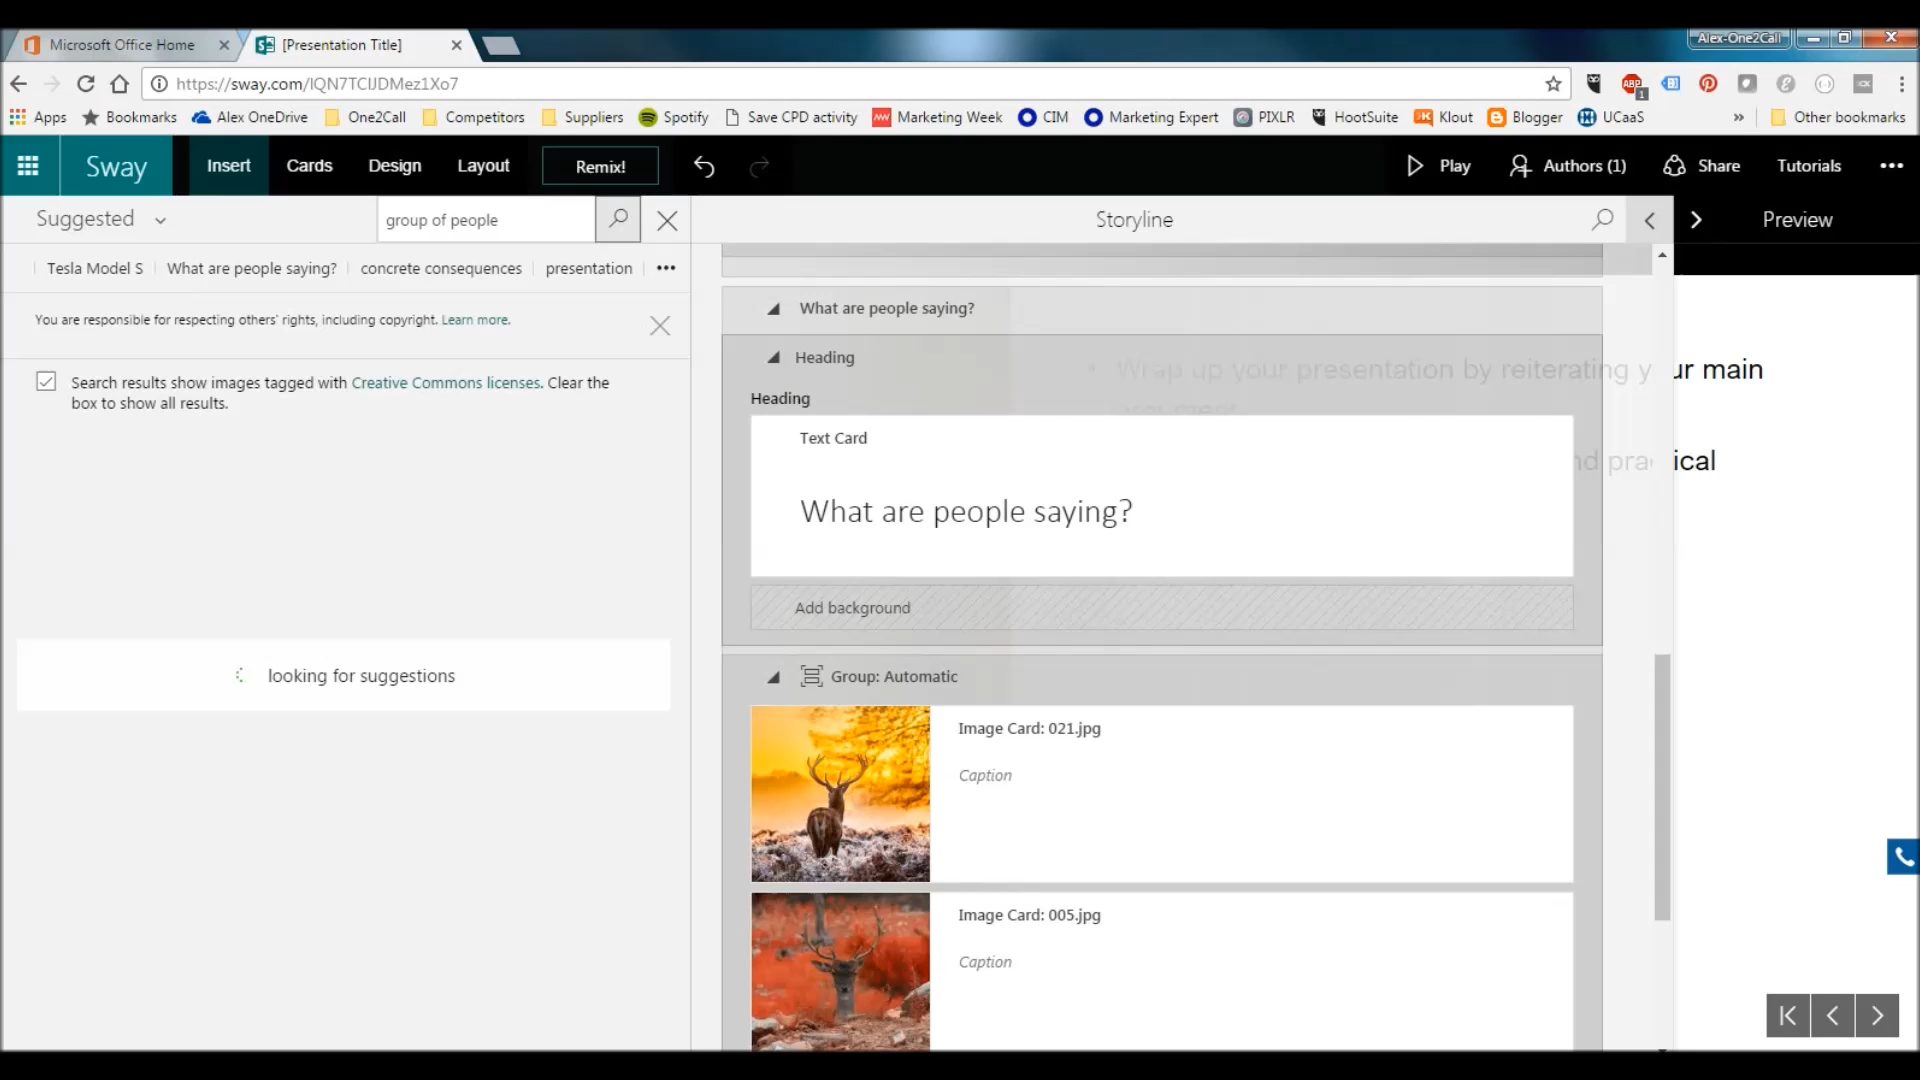 Microsoft Office Home
[Presentation Title]
Alex-One2Call
https://sway.com/lQN7TClJDMez1Xo7
ABP
1
Apps
Bookmarks
Alex OneDrive
One2Call
Competitors
Suppliers
Spotify
Save CPD activity
Marketing Week
CIM
Marketing Expert
PIXLR
HootSuite
Klout
Blogger
UCaaS
»
Other bookmarks
Sway
Insert
Cards
Design
Layout
Remix!
Play
Authors (1)
Share
Tutorials
Suggested
group of people
Storyline
Preview
Tesla Model S
What are people saying?
concrete consequences
presentation
You are responsible for respecting others' rights, including copyright. Learn more.
Search results show images tagged with Creative Commons licenses. Clear the
box to show all results.
looking for suggestions
What are people saying?
Heading
Heading
Text Card
What are people saying?
Add background
Group: Automatic
Image Card: 021.jpg
Caption
Image Card: 005.jpg
Caption
Wrap up your presentation by reiterating your main